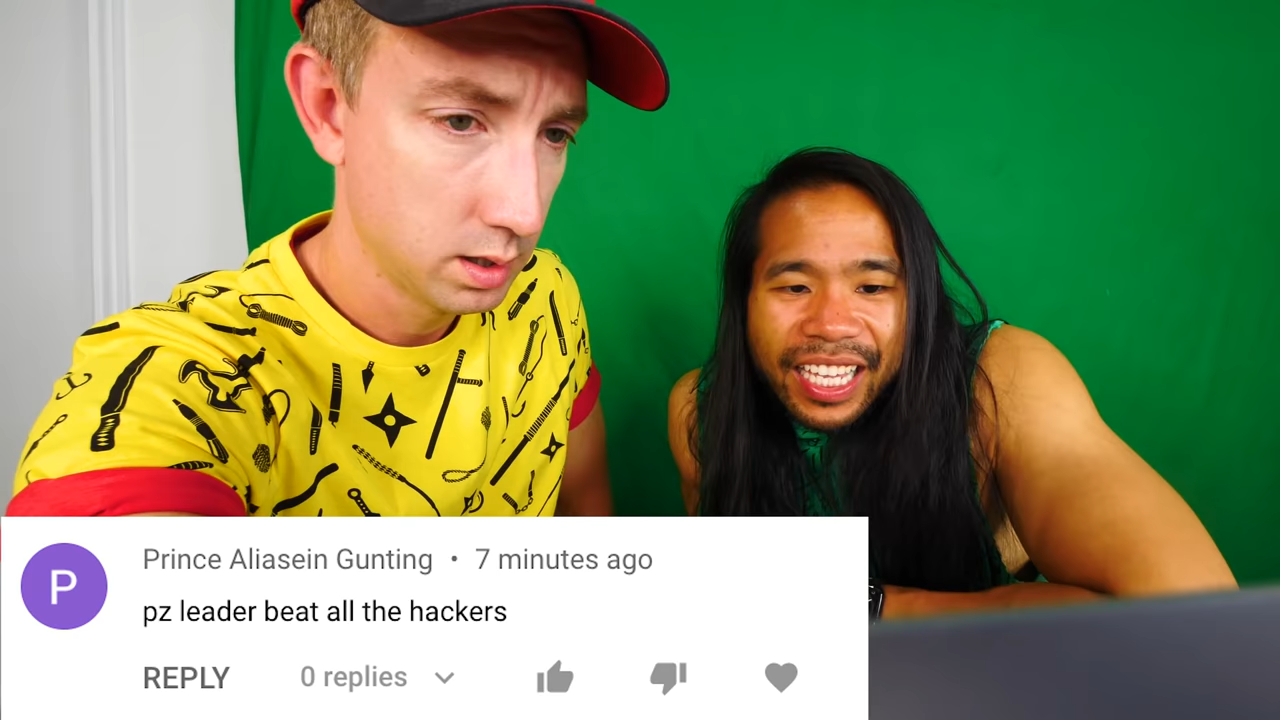 P
Prince Aliasein Gunting • 7 minutes ago
pz leader beat all the hackers
REPLY 0 replies